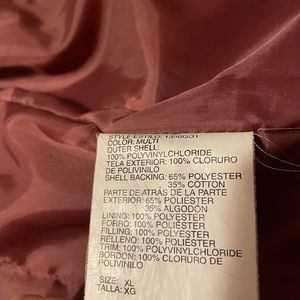 STYLE/ESTILO: 1350GD1
COLOR: MULTI
OUTER SHELL:
100% POLYVINYLCHLORIDE
TELA EXTERIOR: 100% CLORURO
DE POLIVINILO
SHELL BACKING: 65% POLYESTER
35% COTTON
PARTE DE ATRAS DE LA PARTE
EXTERIOR: 65% POLIESTER
35% ALGODÓN
LINING: 100% POLYESTER
FORRO: 100% POLIESTER
FILLING: 100% POLYESTER
RELLENO: 100% POLIESTER
TRIM: 100% POLYVINYLCHLORIDE
BORDON: 100% CLORURO DE
POLIVINILO
SIZE: XL
TALLA: XG